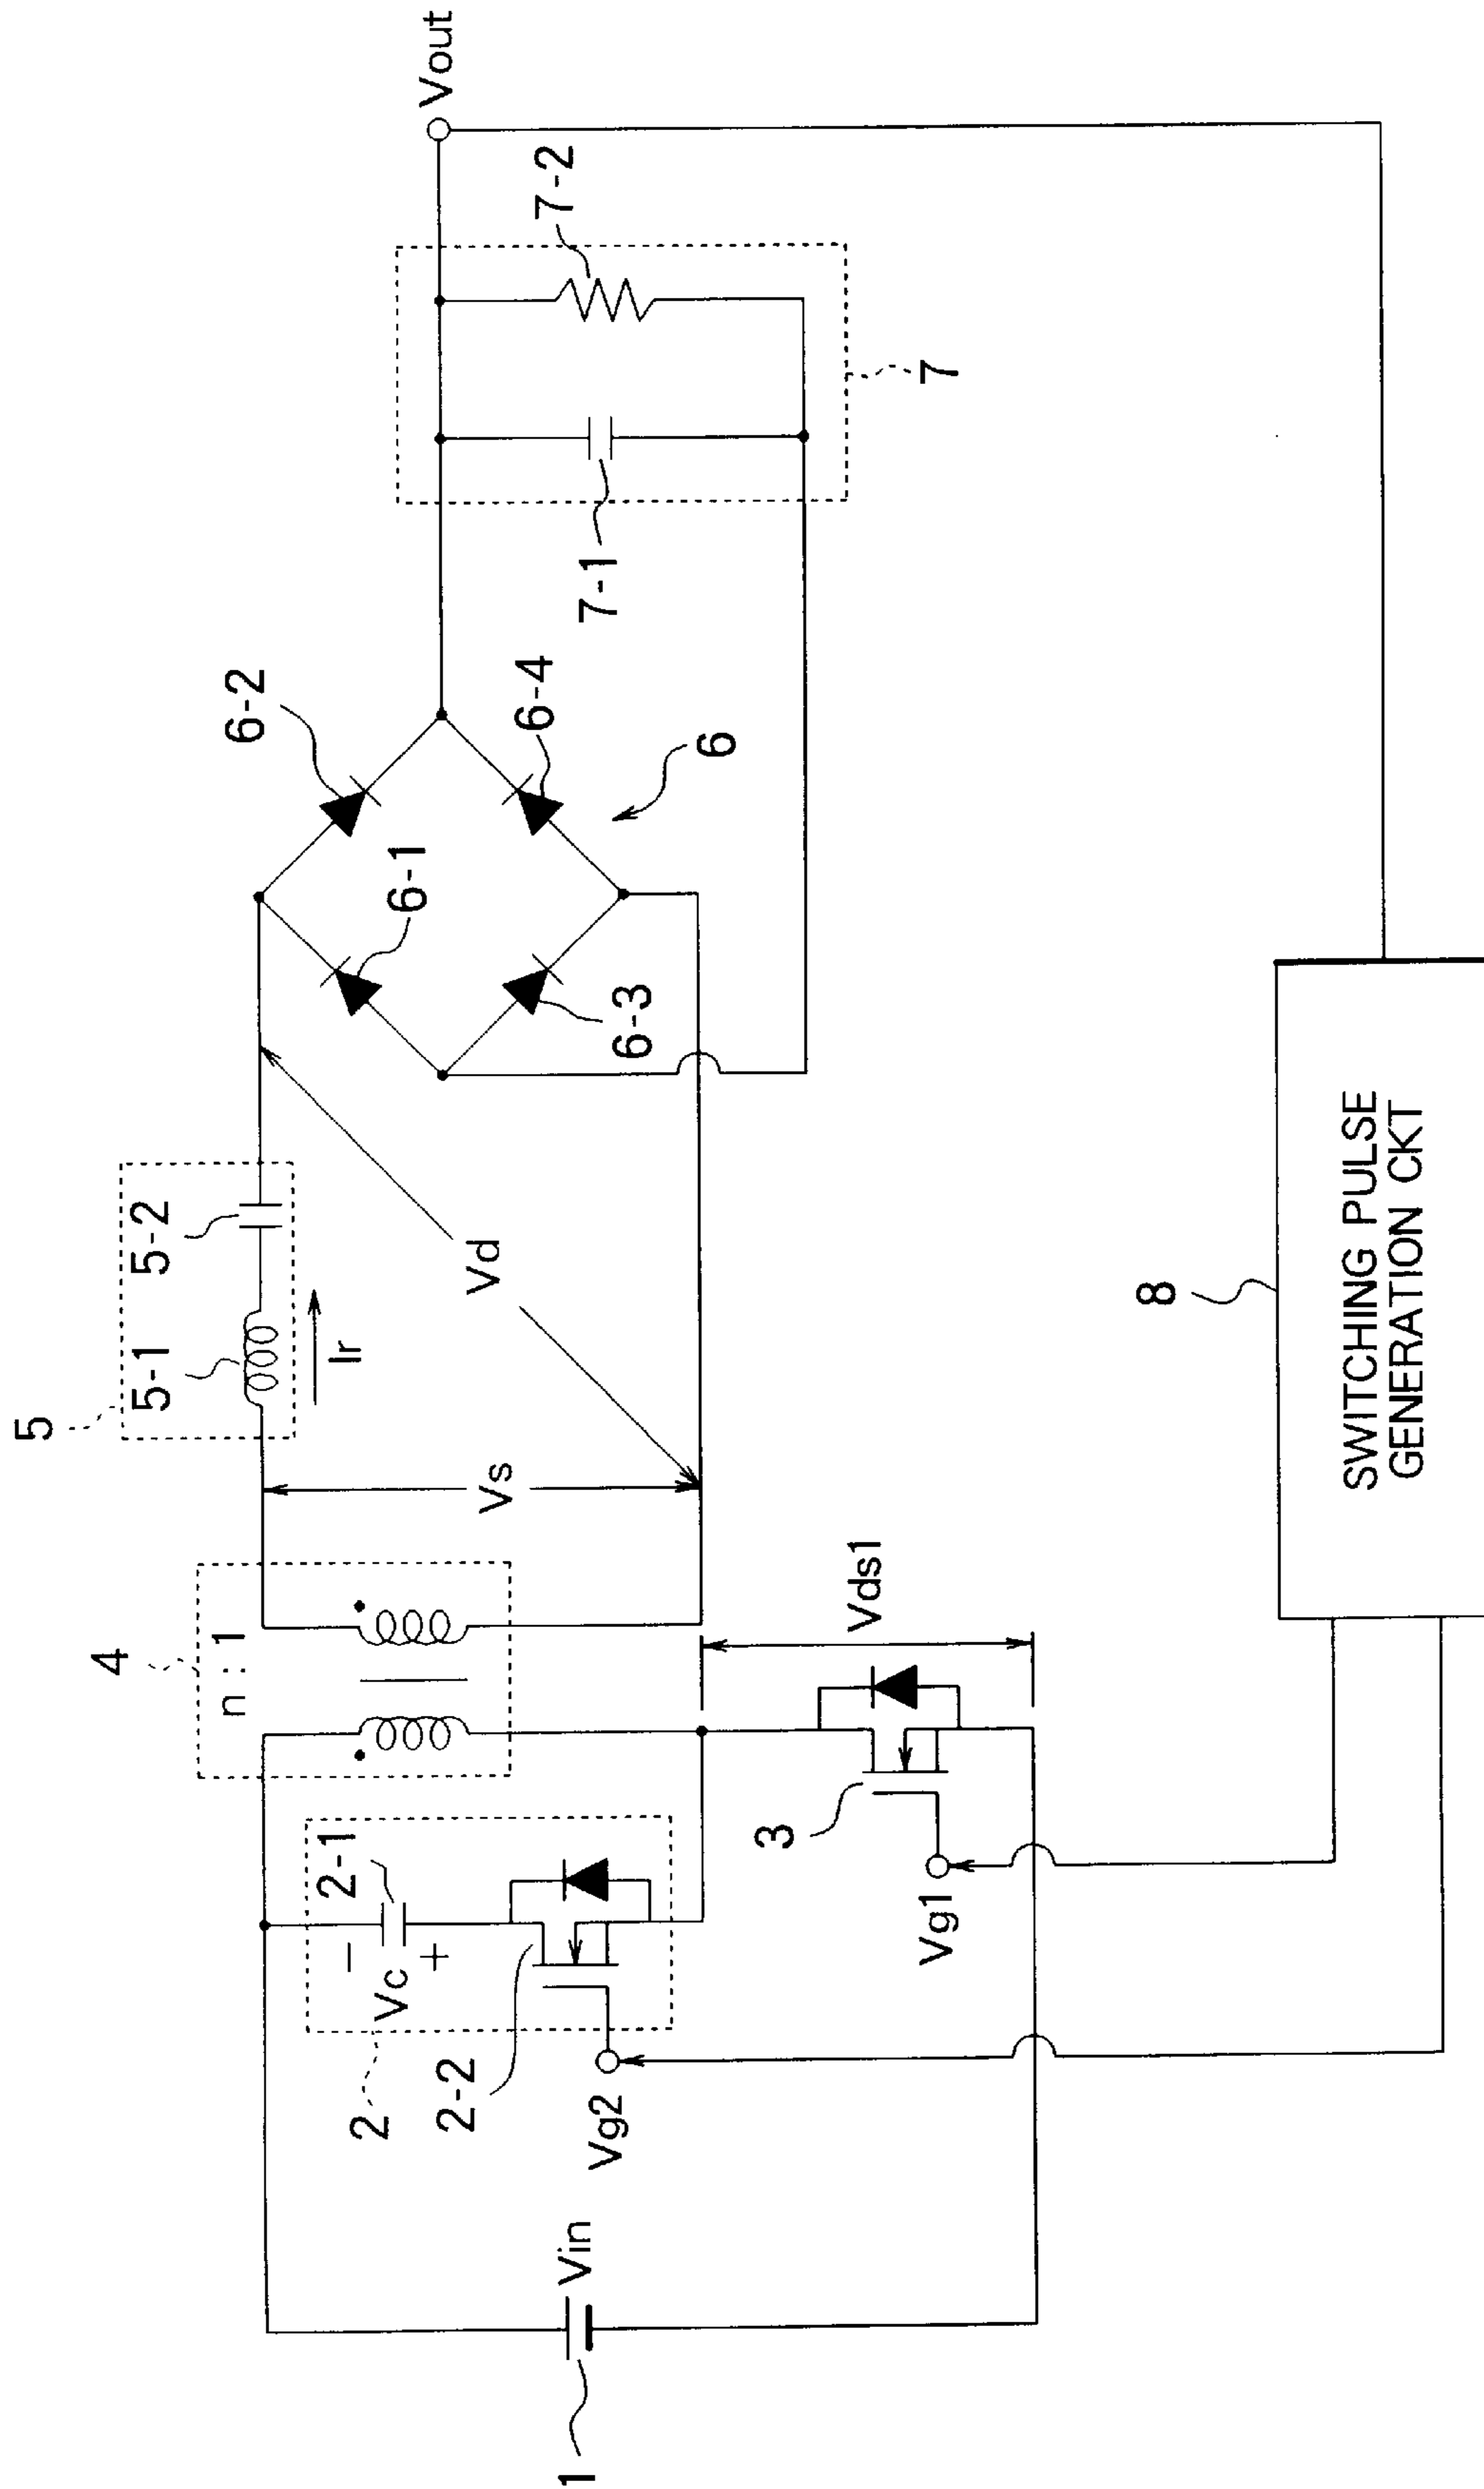 1
Vin
2
2-1
−
Vc
+
2-2
Vg2
3
Vg1
Vds1
4
n : 1
Vs
Vd
5
5-1
5-2
Ir
6
6-1
6-2
6-3
6-4
7
7-1
7-2
Vout
8
SWITCHING PULSE
GENERATION CKT